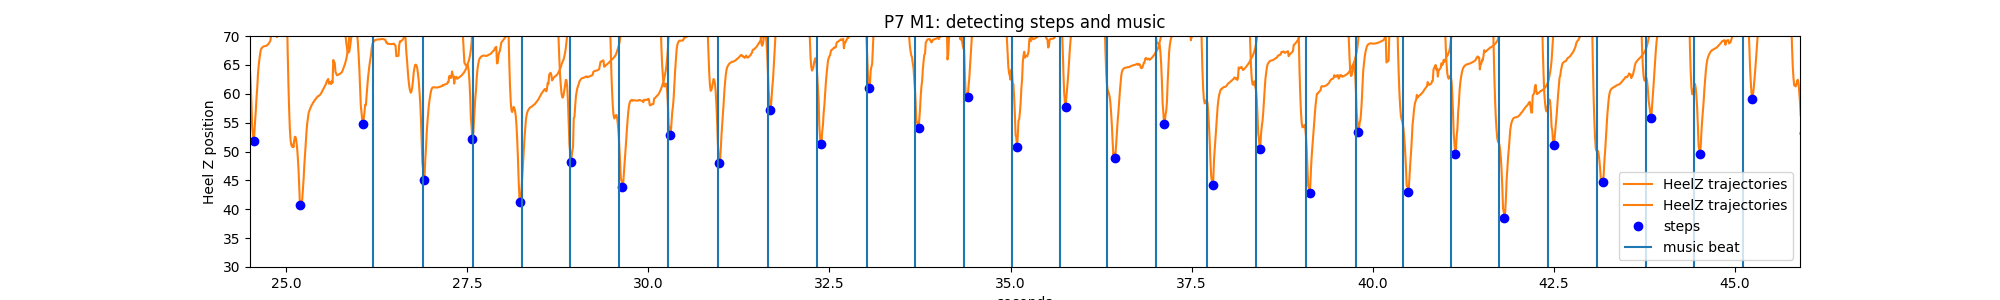 P7 M1: detecting steps and music
Heel Z position
70
65
60
55
50
45
40
35
30
25.0 27.5 30.0 32.5 35.0 37.5 40.0 42.5 45.0
seconds
HeelZ trajectories
HeelZ trajectories
steps
music beat